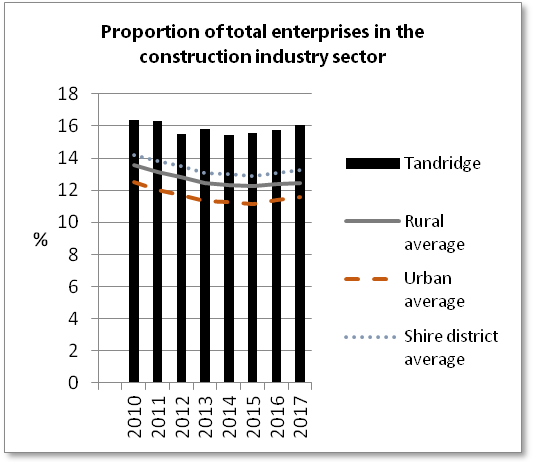 Proportion of total enterprises in the
construction industry sector
18
16
14
12
10
8
6
4
2
0
%
2010
2011
2012
2013
2014
2015
2016
2017
Tandridge
Rural
average
Urban
average
Shire district
average